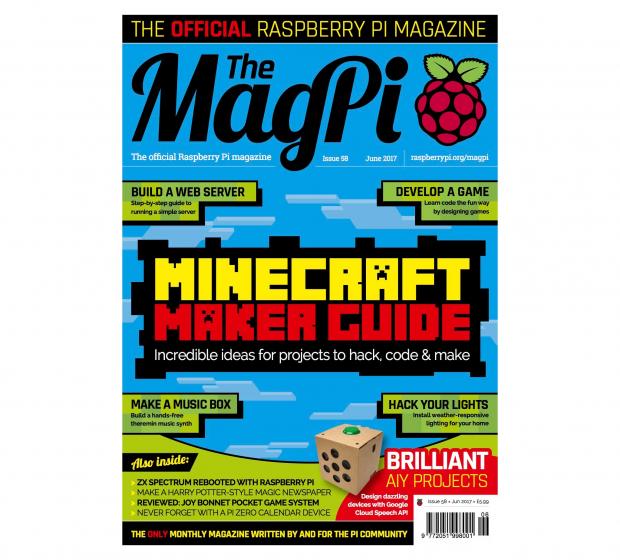 THE OFFICIAL RASPBERRY PI MAGAZINE
The
MagPi
The official Raspberry Pi magazine
Issue 58
June 2017
raspberrypi.org/magpi
BUILD A WEB SERVER
Step-by-step guide to
running a simple server
DEVELOP A GAME
Learn code the fun way
by designing games
MINECRAFT
MAKER GUIDE
Incredible ideas for projects to hack, code & make
MAKE A MUSIC BOX
Build a hands-free
theremin music synth
HACK YOUR LIGHTS
Install weather-responsive
lighting for your home
Also inside:
> ZX SPECTRUM REBOOTED WITH RASPBERRY PI
> MAKE A HARRY POTTER-STYLE MAGIC NEWSPAPER
> REVIEWED: JOY BONNET POCKET GAME SYSTEM
> NEVER FORGET WITH A PI ZERO CALENDAR DEVICE
BRILLIANT
AIY PROJECTS
Design dazzling
devices with Google
Cloud Speech API
Issue 58 • Jun 2017 • £5.99
06
9 772051 998001
THE ONLY MONTHLY MAGAZINE WRITTEN BY AND FOR THE PI COMMUNITY